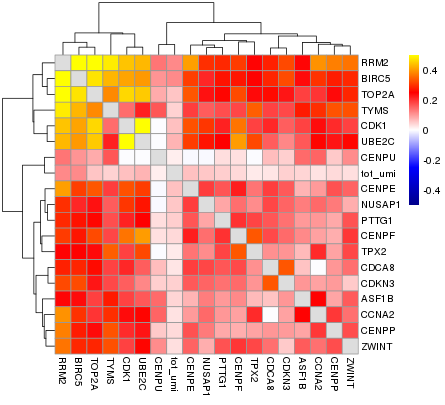 RRM2
BIRC5
TOP2A
TYMS
CDK1
UBE2C
CENPU
tot_umi
CENPE
NUSAP1
PTTG1
CENPF
TPX2
CDCA8
CDKN3
ASF1B
CCNA2
CENPP
ZWINT
0.4
0.2
0
-0.2
-0.4
RRM2
BIRC5
TOP2A
TYMS
CDK1
UBE2C
CENPU
tot_umi
CENPE
NUSAP1
PTTG1
CENPF
TPX2
CDCA8
CDKN3
ASF1B
CCNA2
CENPP
ZWINT